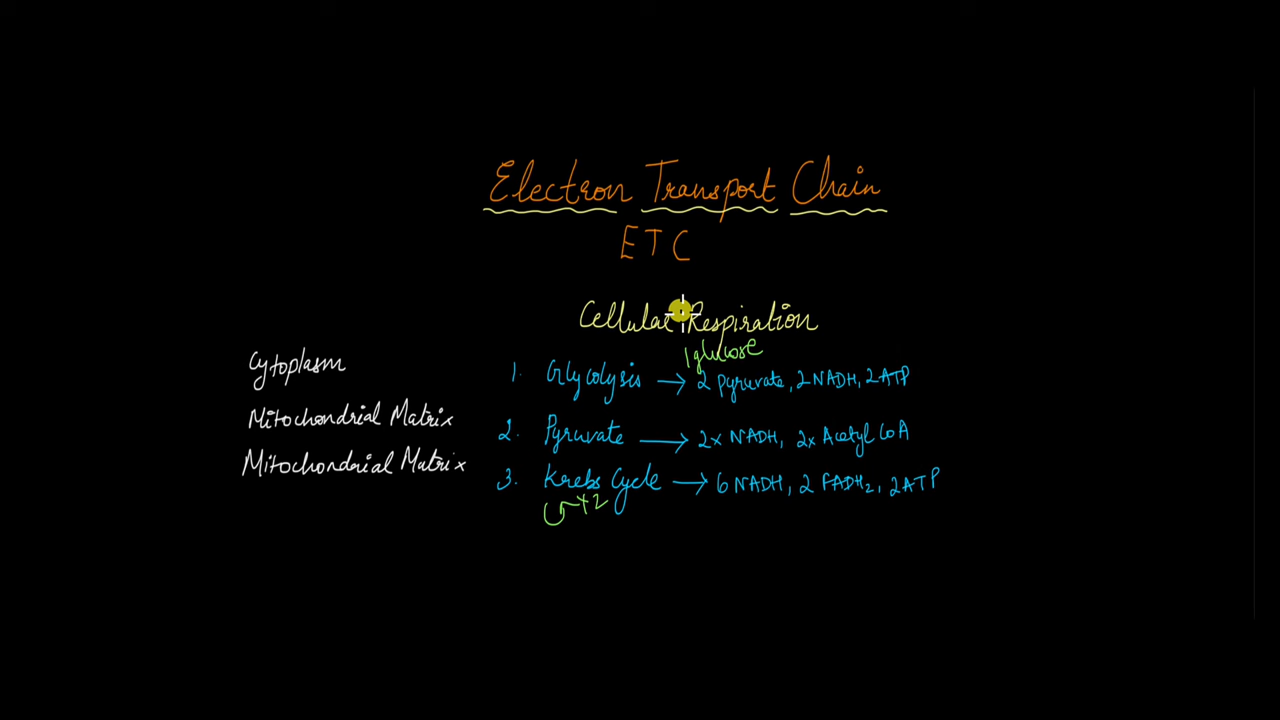 Electron Transport Chain
ETC
Cellular Respiration
1 glucose
Cytoplasm 1. Glycolysis → 2 pyruvate, 2 NADH, 2 ATP
Mitochondrial Matrix 2. Pyruvate → 2x NADH, 2x Acetyl CoA
Mitochondrial Matrix 3. Krebs Cycle → 6 NADH, 2 FADH₂, 2 ATP
x2